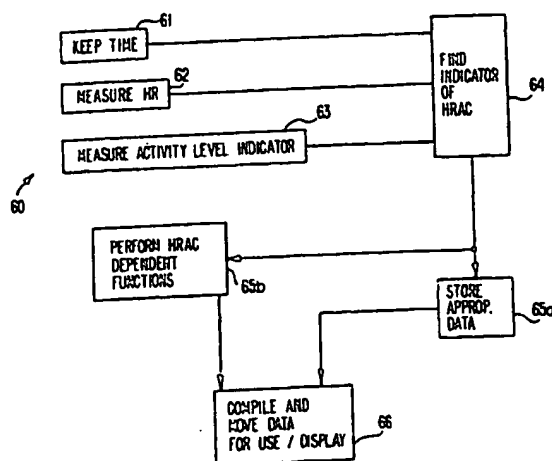 61
KEEP TIME
62
MEASURE HR
63
MEASURE ACTIVITY LEVEL INDICATOR
FIND
INDICATOR
OF
HRAC
64
60
PERFORM HRAC
DEPENDENT
FUNCTIONS
65b
STORE
APPROP.
DATA
65a
COMPILE AND
MOVE DATA
FOR USE / DISPLAY
66